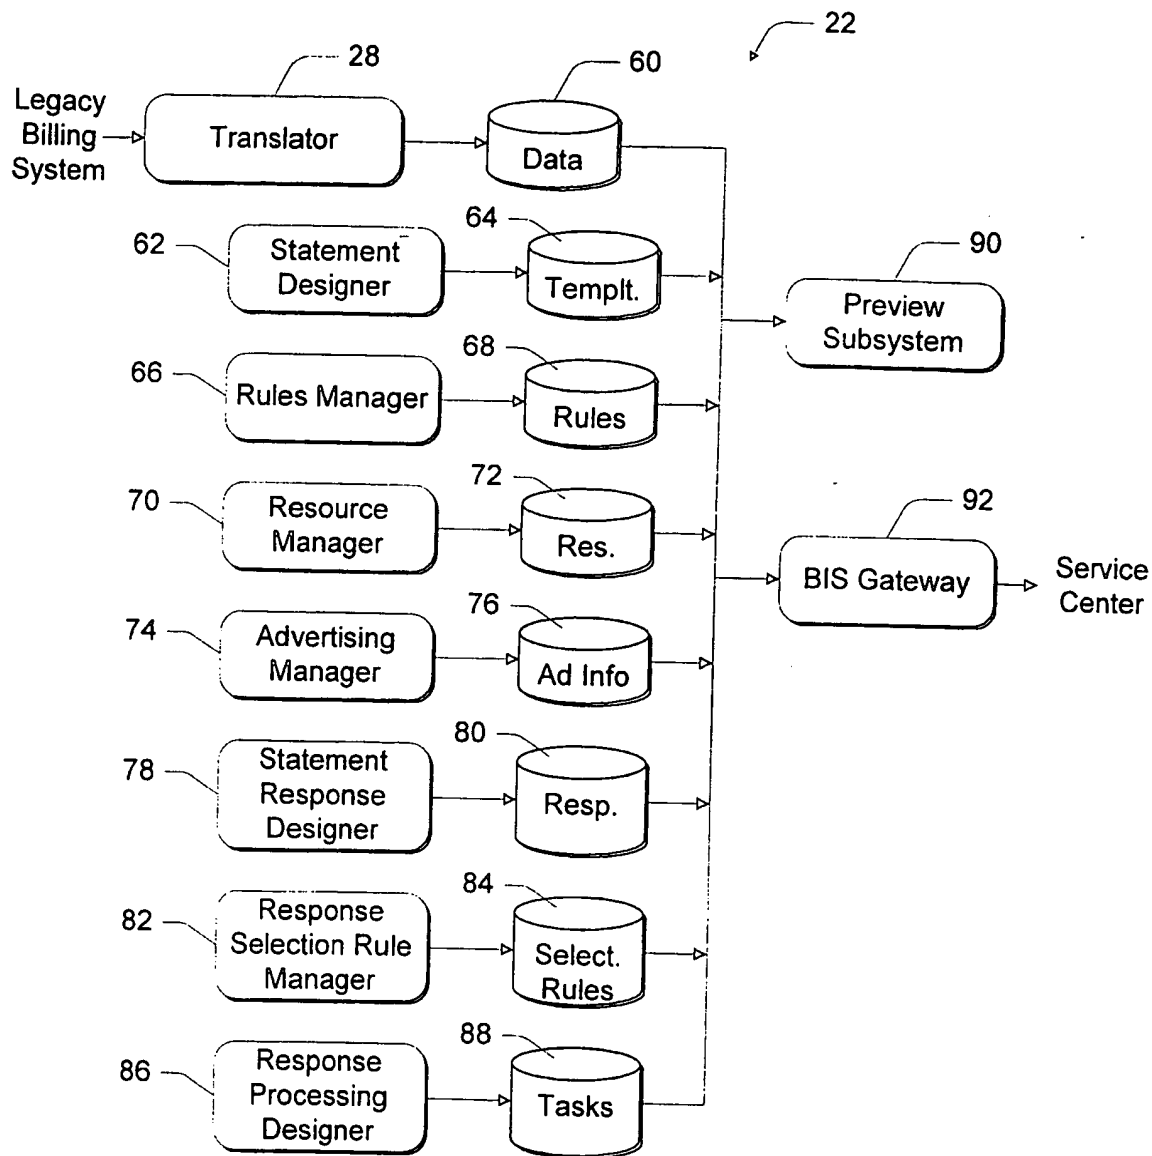 22
28
60
Legacy
Billing
System
Translator
Data
62
Statement
Designer
64
Templt.
90
Preview
Subsystem
66
Rules Manager
68
Rules
70
Resource
Manager
72
Res.
92
BIS Gateway
Service
Center
74
Advertising
Manager
76
Ad Info
78
Statement
Response
Designer
80
Resp.
82
Response
Selection Rule
Manager
84
Select.
Rules
86
Response
Processing
Designer
88
Tasks